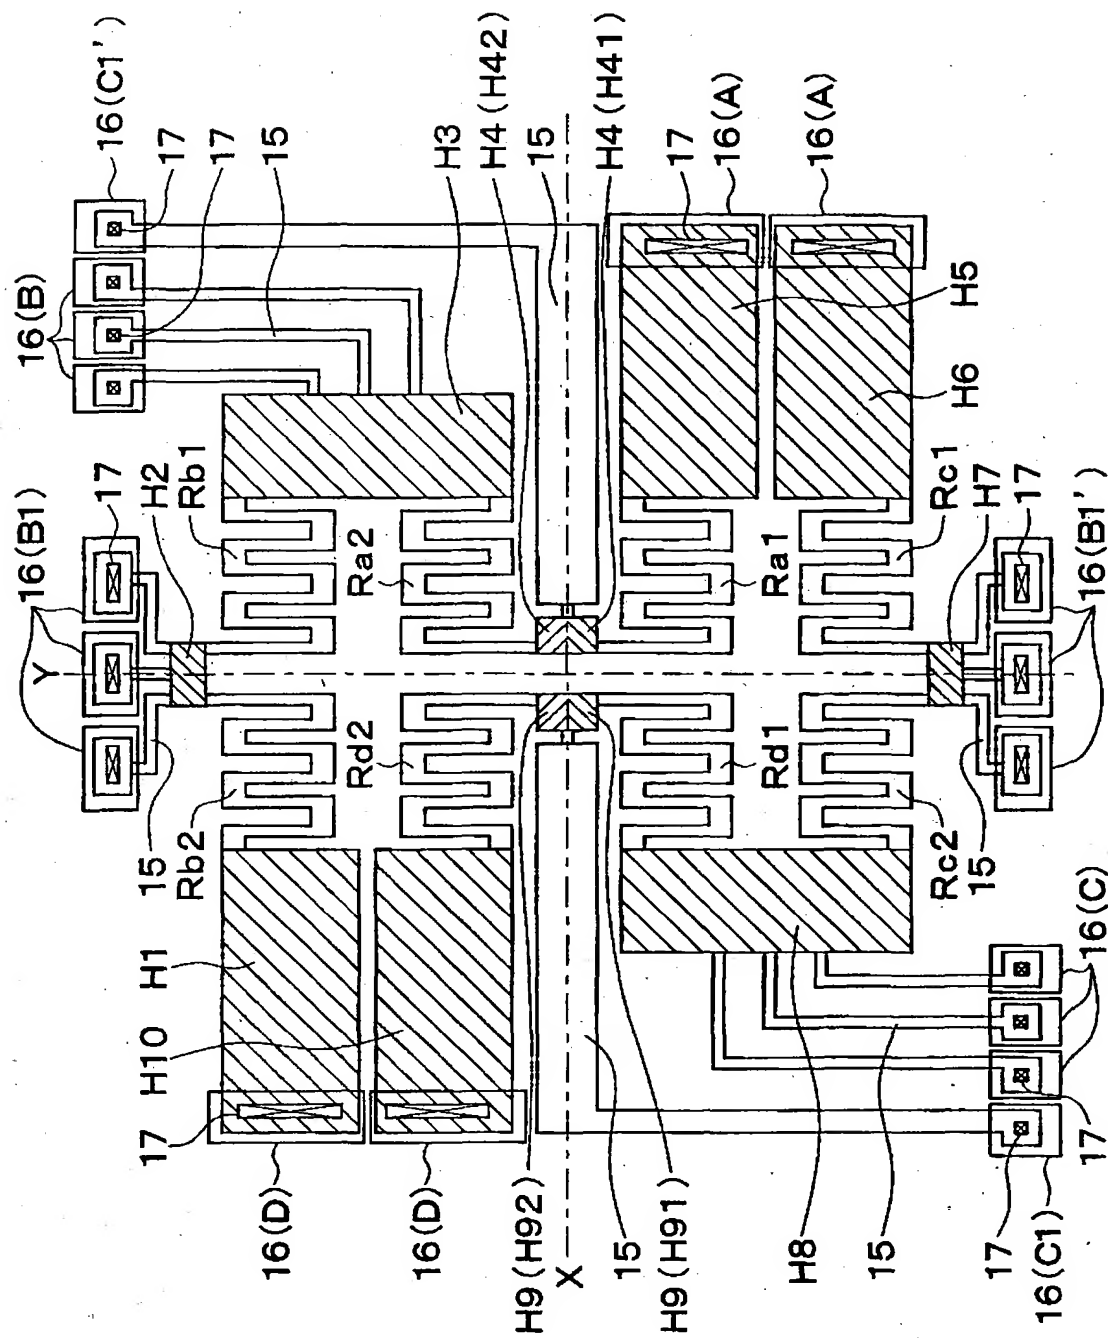 16(C1')
17
17
15
H3
H4(H42)
15
H4(H41)
17
16(A)
16(A)
16(B)
H5
H6
16(B1)
17
H2
Rb1
Ra2
Ra1
Rc1
H7
17
16(B1')
Y
15
Rb2
Rd2
Rd1
Rc2
15
16(C)
H1
H10
17
16(D)
16(D)
H9(H92)
X
15
H9(H91)
H8
15
17
16(C1)
17